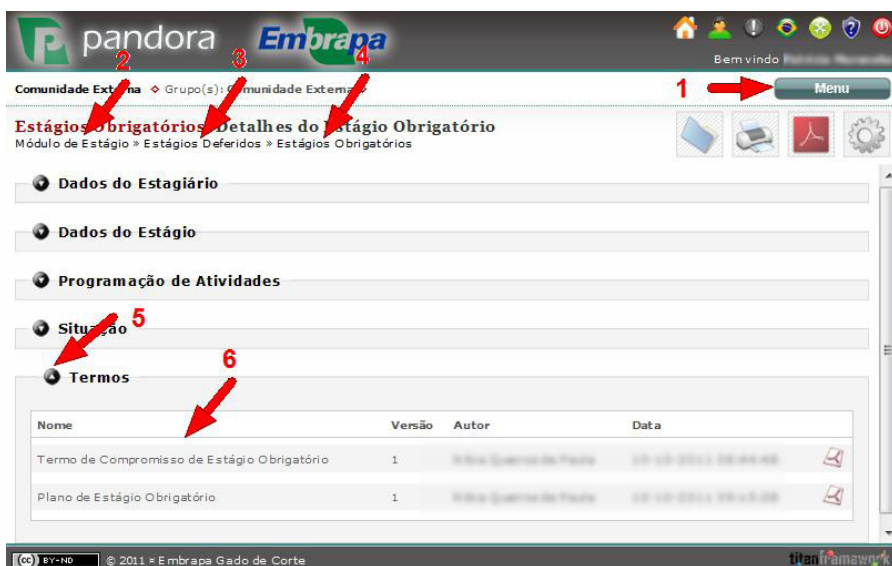 pandora Embrapa
2 3 4
Bem vindo
Comunidade Externa Grupo(s): Comunidade Externa
1 Menu
Estágios Obrigatórios Detalhes do Estágio Obrigatório
Módulo de Estágio » Estágios Deferidos » Estágios Obrigatórios
Dados do Estagiário
Dados do Estágio
Programação de Atividades
Situação
5
6
Termos
Nome Versão Autor Data
Termo de Compromisso de Estágio Obrigatório 1
Plano de Estágio Obrigatório 1
(cc) BY-ND © 2011 ¤ Embrapa Gado de Corte titanframework